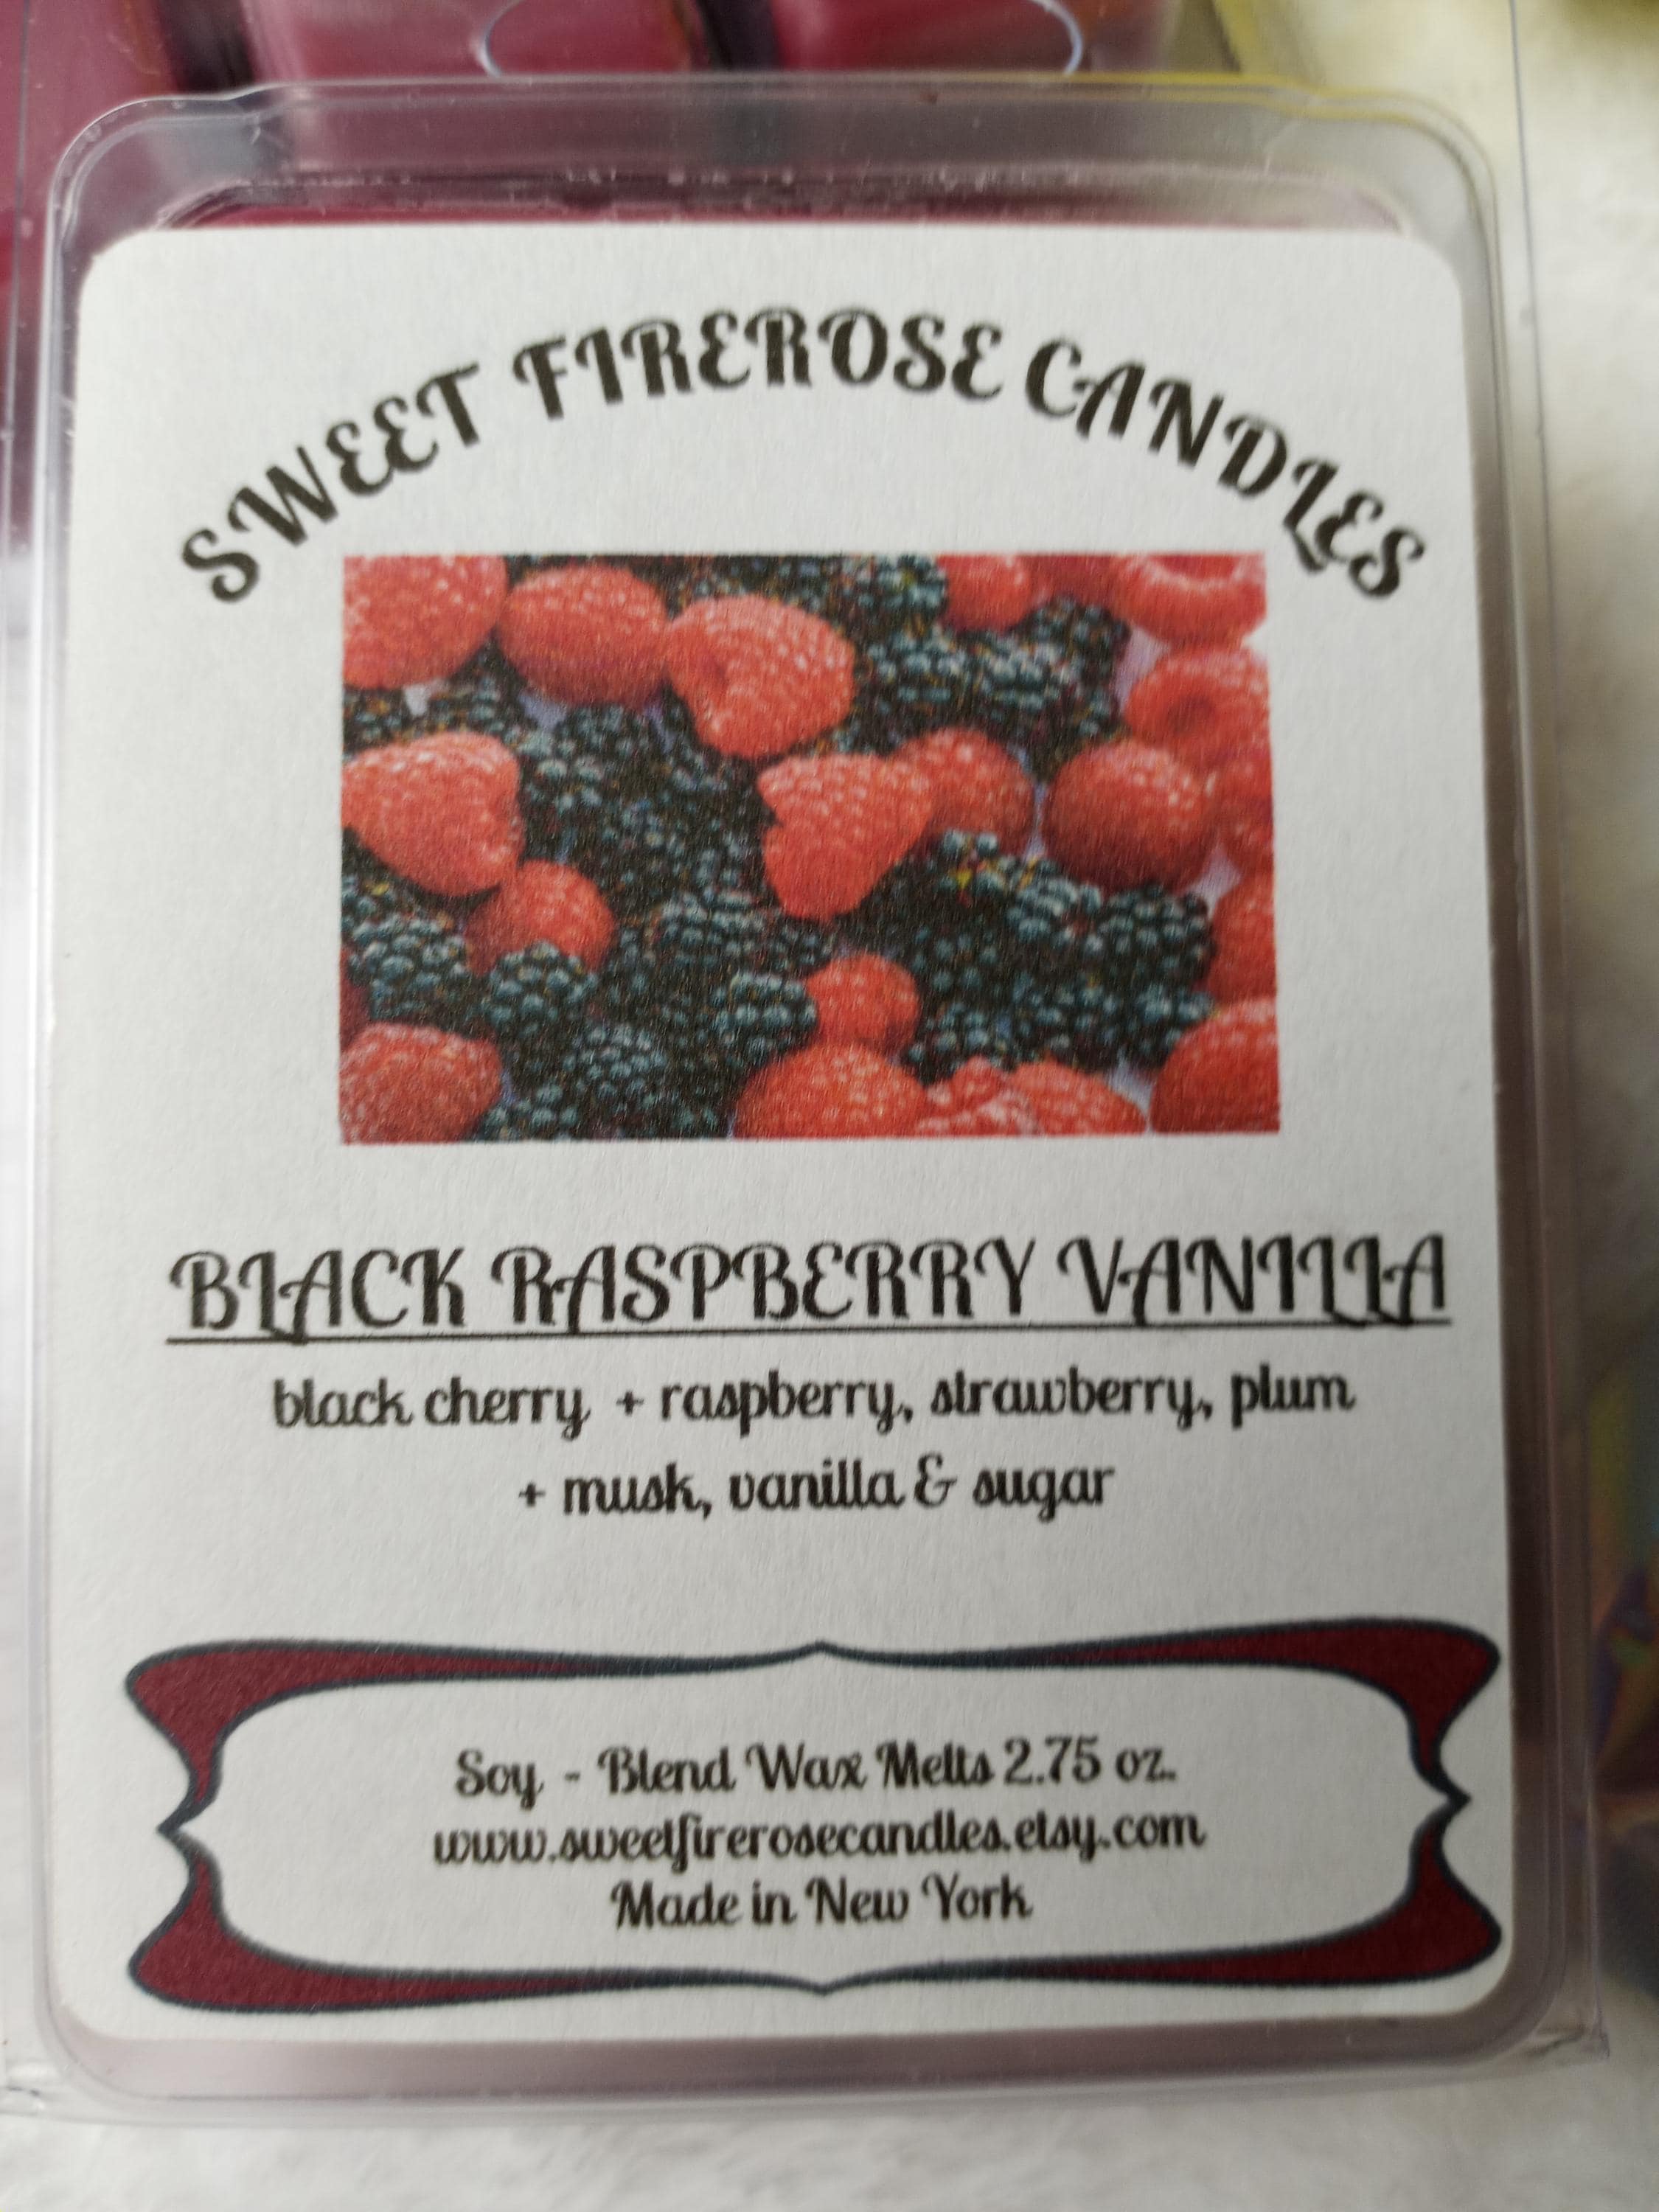 SWEET FIREROSE CANDLES
BLACK RASPBERRY VANILLA
black cherry + raspberry, strawberry, plum
+ musk, vanilla & sugar
Soy - Blend Wax Melts 2.75 oz.
www.sweetfirerosecandles.etsy.com
Made in New York